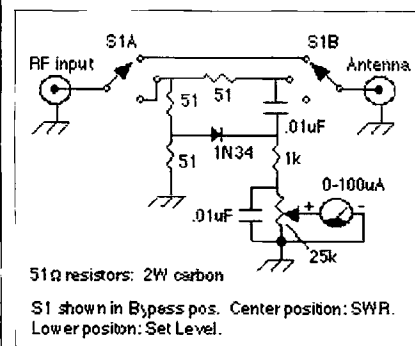 S1A
S1B
RF input
Antenna
51
51
.01uF
1N34
51
1k
0-100uA
+
-
.01uF
25k
51Ω resistors: 2W carbon
S1 shown in Bypass pos. Center position: SWR.
Lower positon: Set Level.